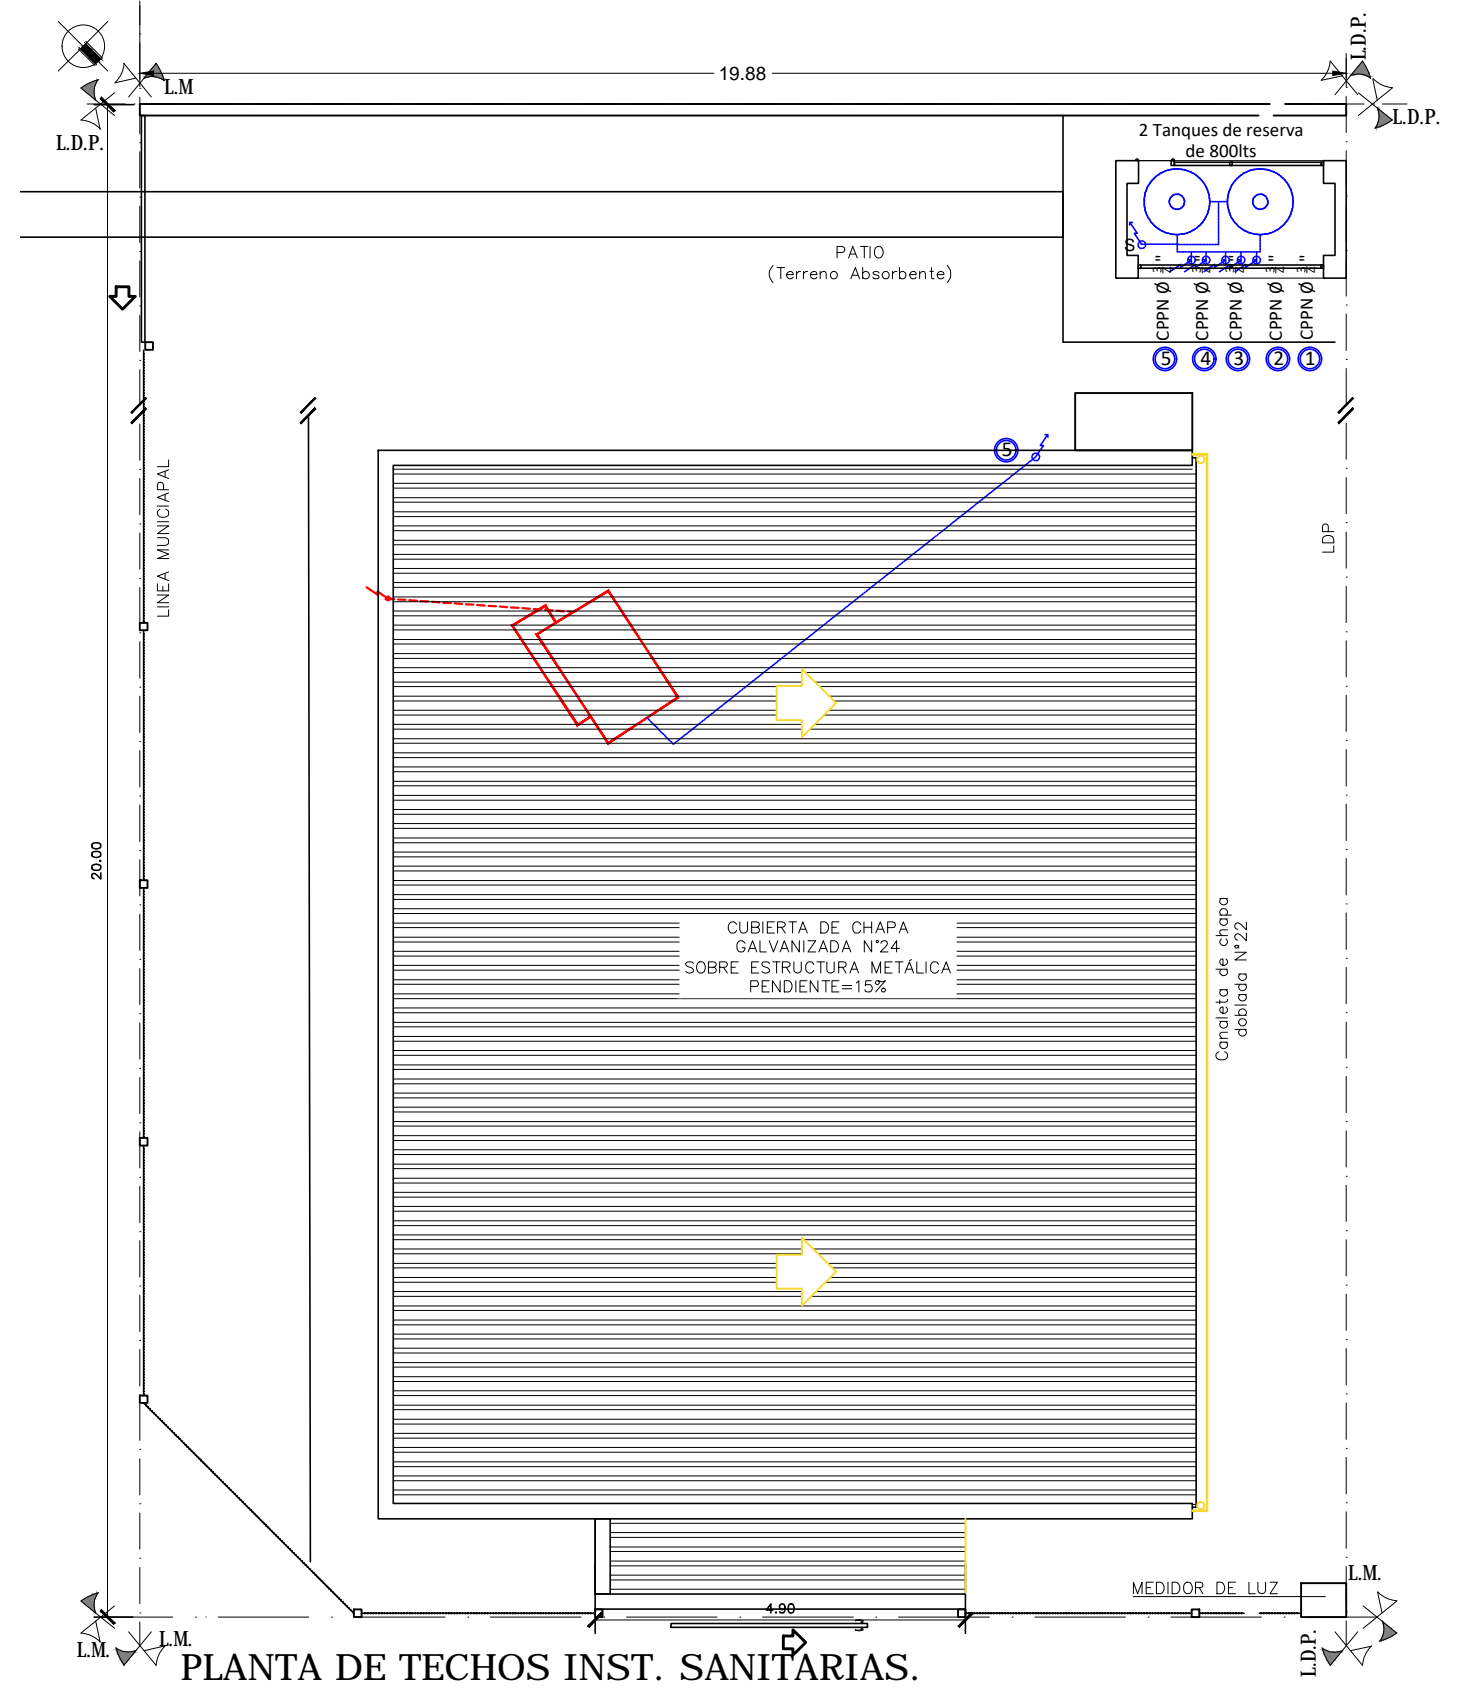 L.D.P.
19.88
L.M
L.D.P.
L.D.P.
2 Tanques de reserva
de 800lts
PATIO
(Terreno Absorbente)
S
CPPN Ø
CPPN Ø
CPPN Ø
CPPN Ø
CPPN Ø
5
4
3
2
1
5
LINEA MUNICIAPAL
LDP
20.00
CUBIERTA DE CHAPA
GALVANIZADA N°24
SOBRE ESTRUCTURA METÁLICA
PENDIENTE=15%
Canaleta de chapa
doblada N°22
L.M.
MEDIDOR DE LUZ
4.90
3
L.M.
L.M.
L.D.P.
PLANTA DE TECHOS INST. SANITARIAS.